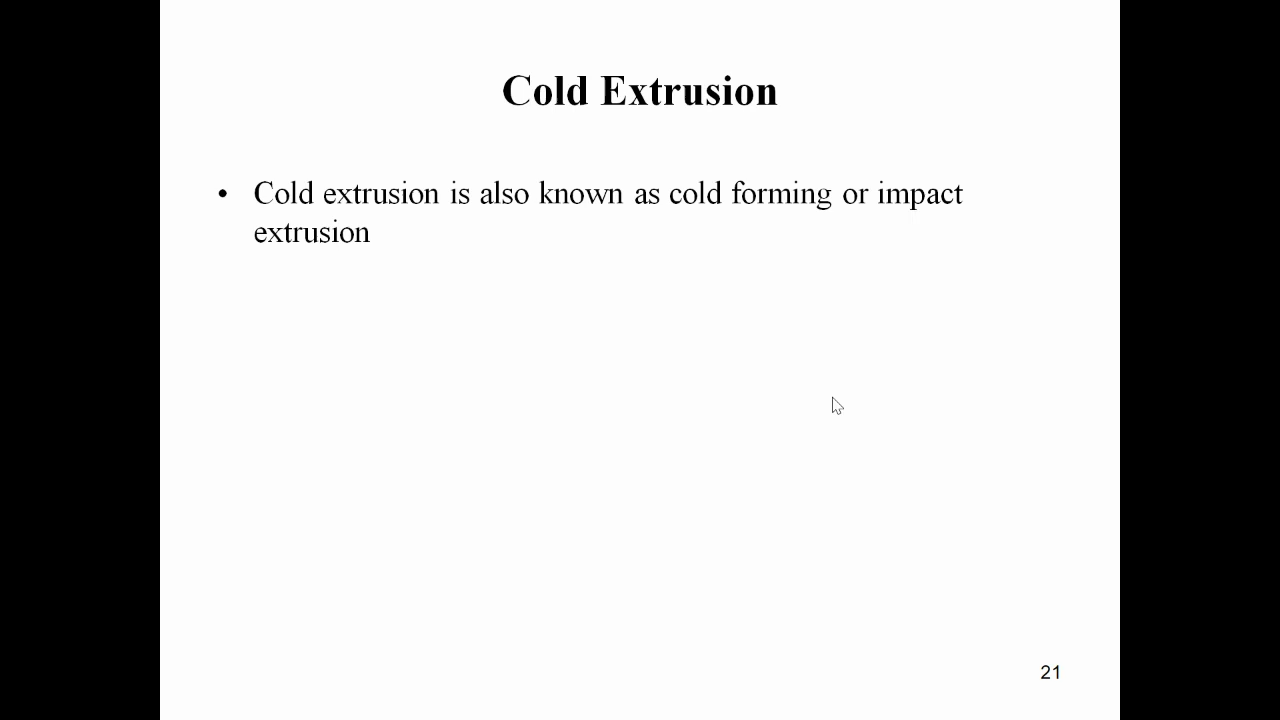 Cold Extrusion
• Cold extrusion is also known as cold forming or impact
extrusion
21